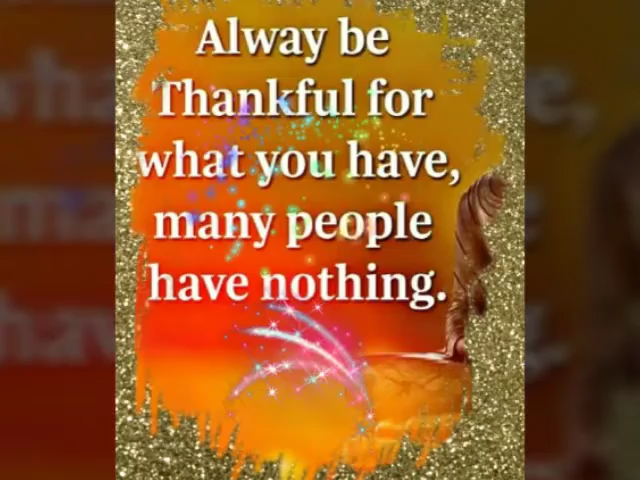 Alway be
Thankful for
what you have,
many people
have nothing.